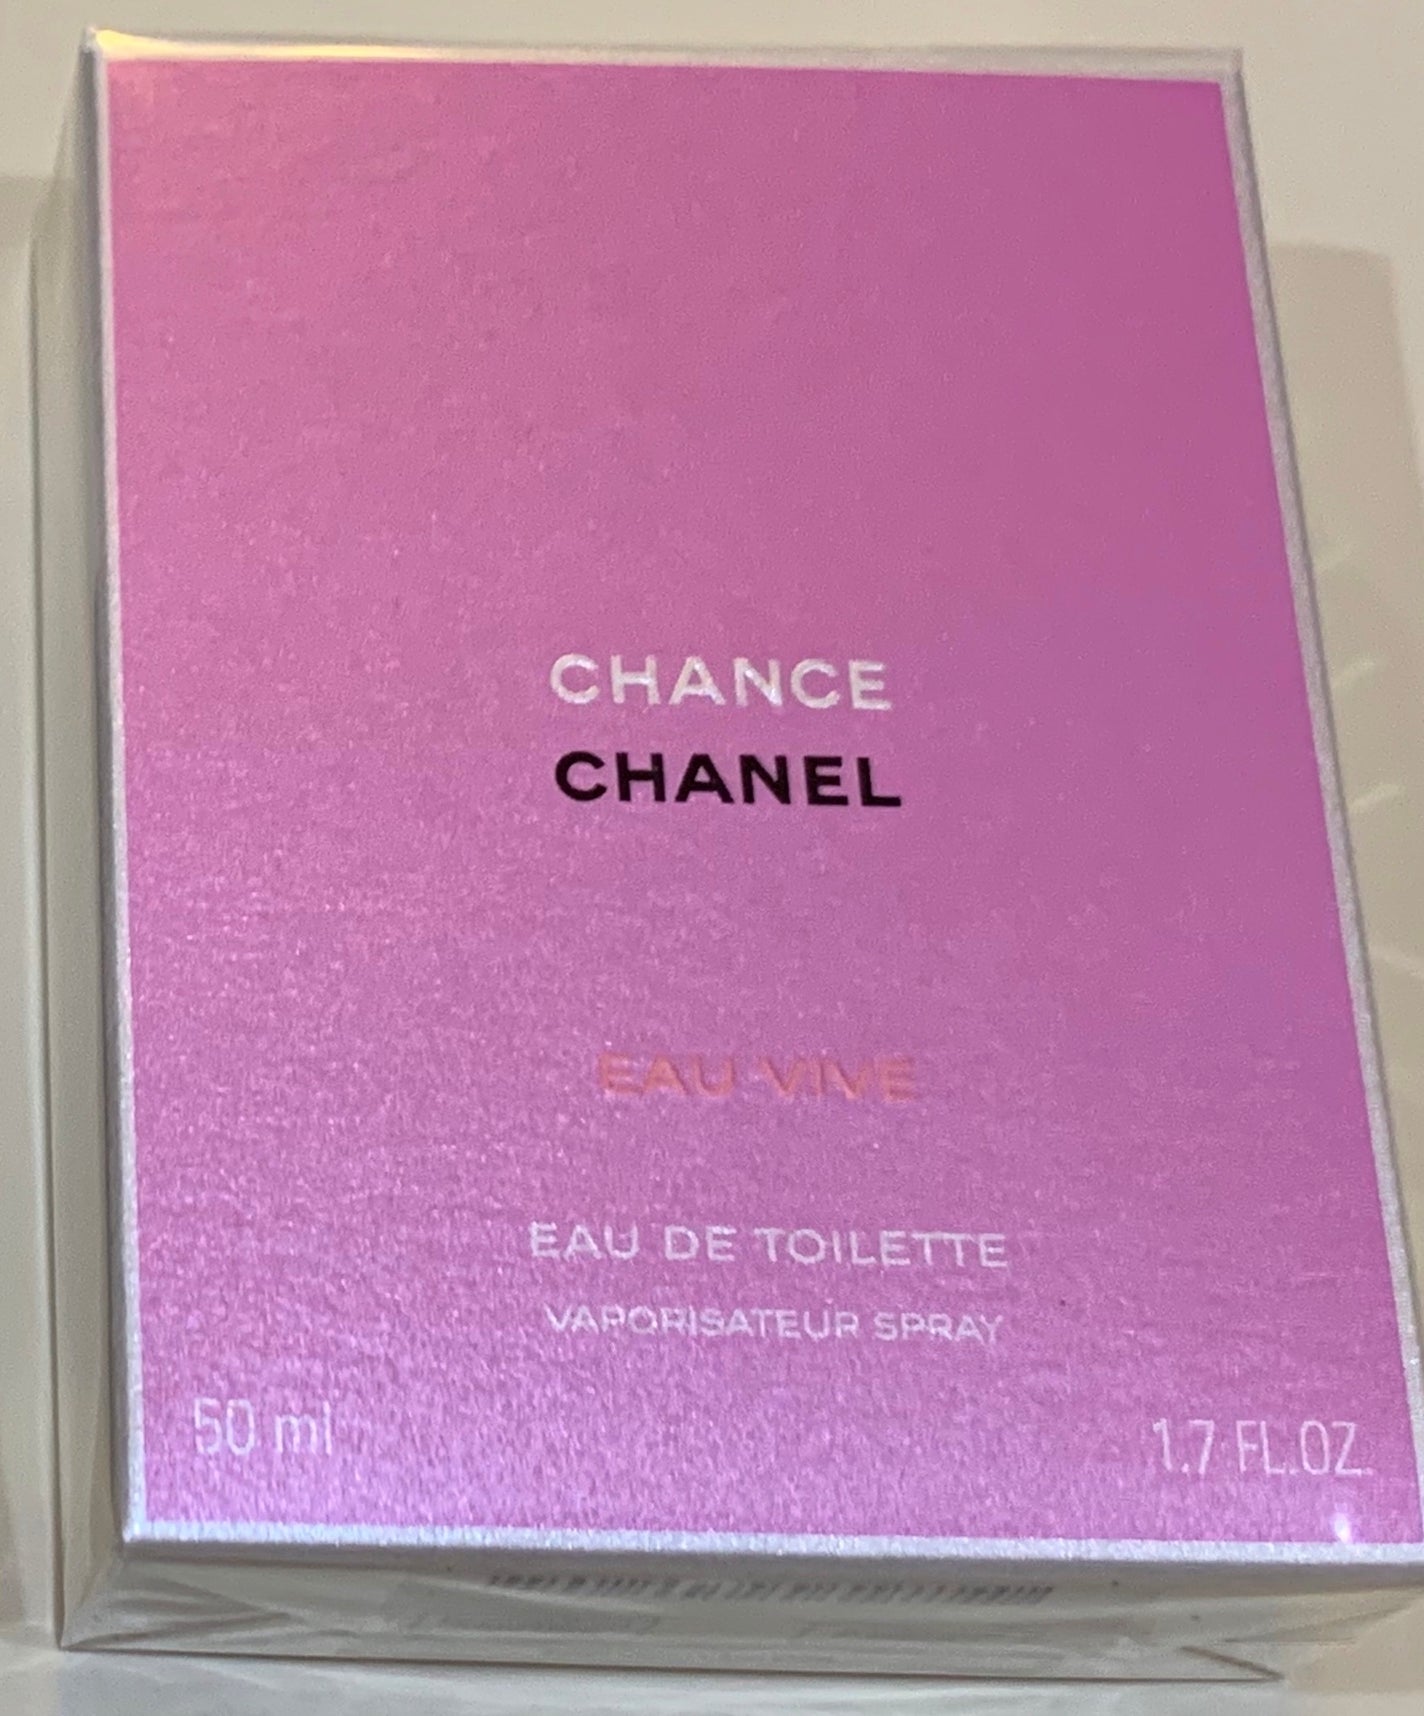 CHANCE
CHANEL
EAU VIVE
EAU DE TOILETTE
VAPORISATEUR SPRAY
50 ml
1.7 FL.OZ.